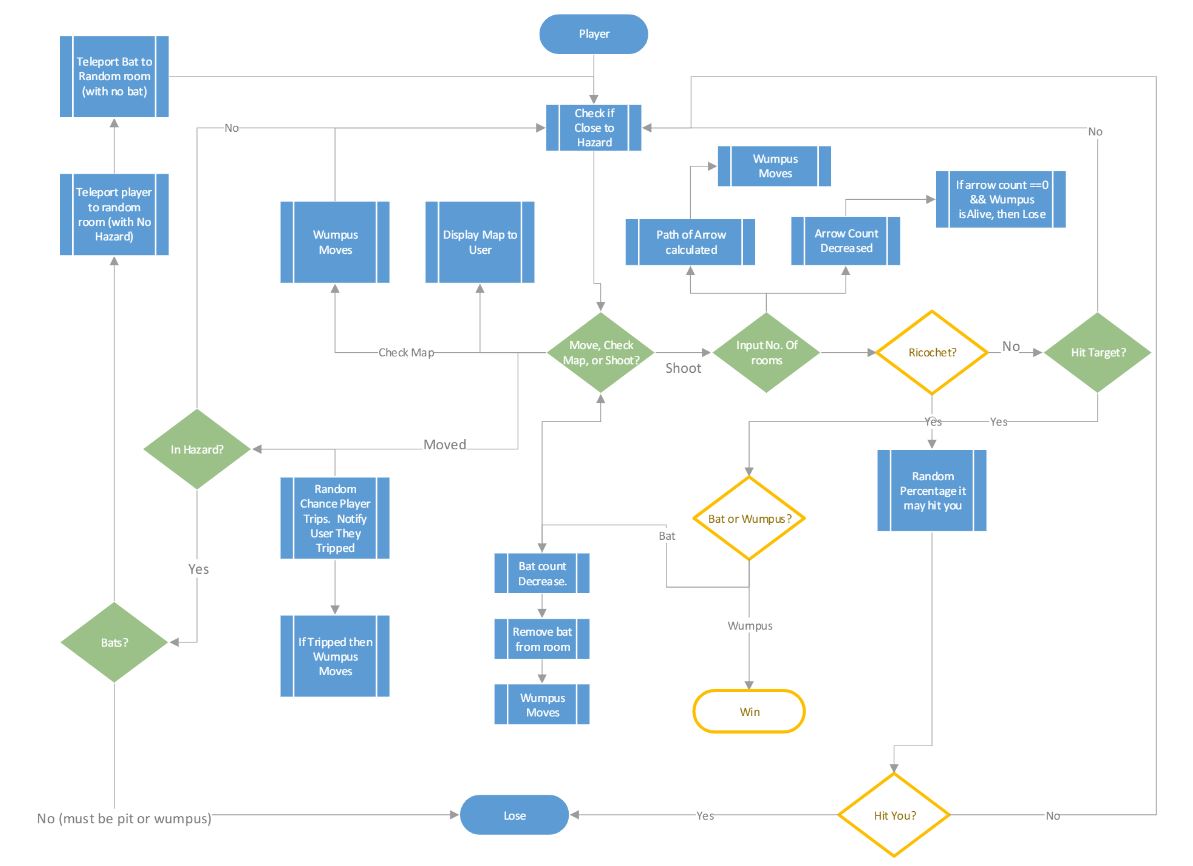 Player
Teleport Bat to
Random room
(with no bat)
Check if
Close to
Hazard
No
No
Wumpus
Moves
Teleport player
to random
room (with No
Hazard)
If arrow count ==0
&& Wumpus
isAlive, then Lose
Wumpus
Moves
Display Map to
User
Path of Arrow
calculated
Arrow Count
Decreased
Check Map
Move, Check
Map, or Shoot?
Shoot
Input No. Of
rooms
Ricochet?
No
Hit Target?
Yes
Yes
In Hazard?
Moved
Random
Chance Player
Trips. Notify
User They
Tripped
Random
Percentage it
may hit you
Bat or Wumpus?
Bat
Yes
Bat count
Decrease.
Wumpus
Bats?
If Tripped then
Wumpus
Moves
Remove bat
from room
Wumpus
Moves
Win
No (must be pit or wumpus)
Lose
Yes
Hit You?
No